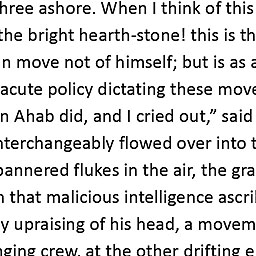 hree ashore. When I think of this
the bright hearth-stone! this is th
n move not of himself; but is as a
acute policy dictating these move
n Ahab did, and I cried out,” said
nterchangeably flowed over into t
bannered flukes in the air, the gra
n that malicious intelligence ascri
y upraising of his head, a movem
nging crew, at the other drifting e